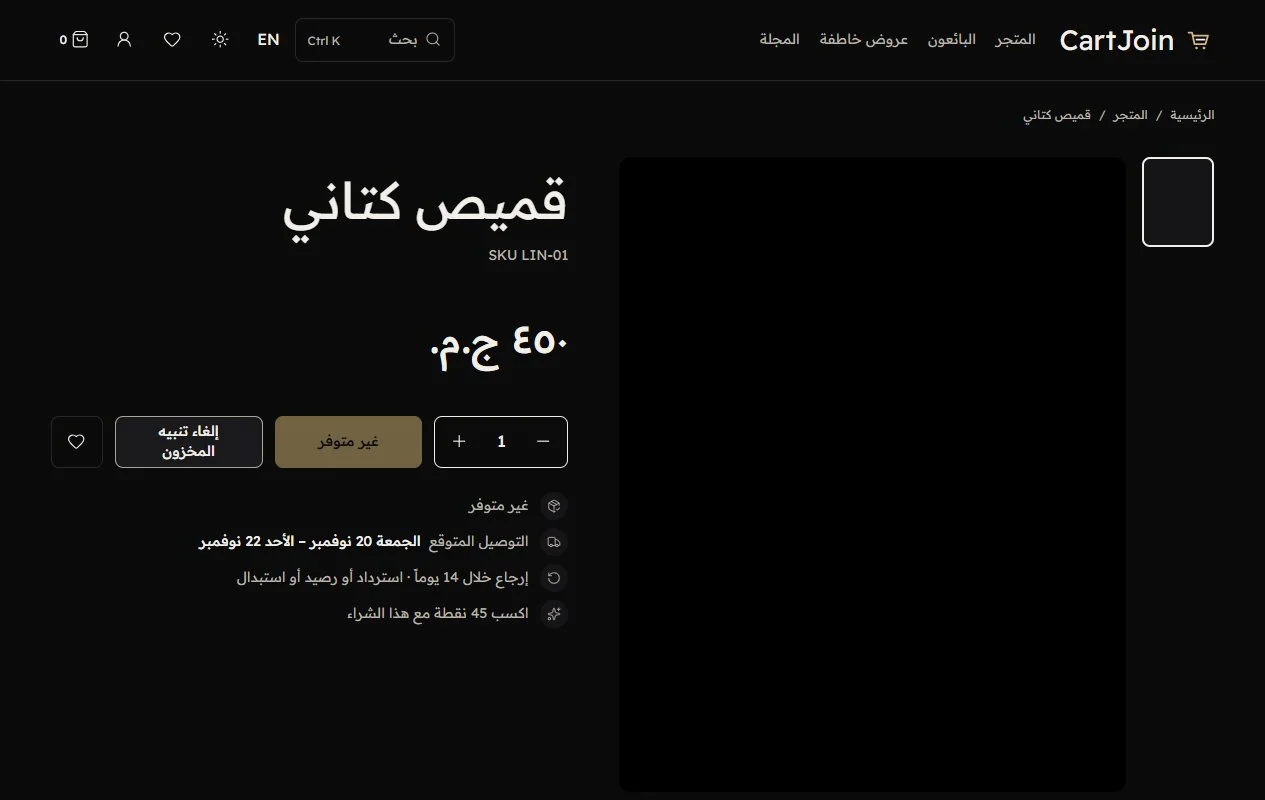 CartJoin
المتجر
البائعون
عروض خاطفة
المجلة
بحث
Ctrl K
EN
0
الرئيسية / المتجر / قميص كتاني
قميص كتاني
SKU LIN-01
٤٥٠ ج.م.
1
غير متوفر
إلغاء تنبيه
المخزون
غير متوفر
التوصيل المتوقع الجمعة 20 نوفمبر – الأحد 22 نوفمبر
إرجاع خلال 14 يوماً · استرداد أو رصيد أو استبدال
اكسب 45 نقطة مع هذا الشراء